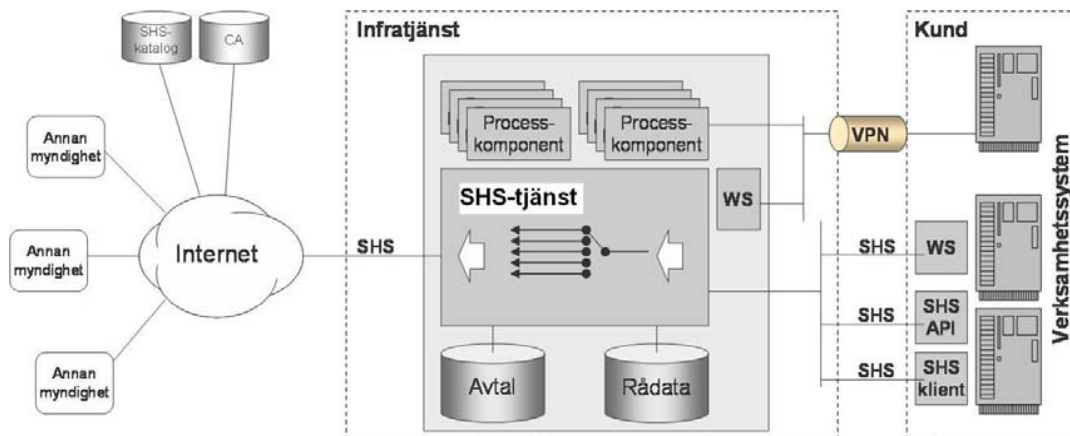 SHS-
katalog
CA
Infratjänst
Kund
Annan
myndighet
Process-
komponent
Process-
komponent
VPN
SHS-tjänst
WS
Annan
myndighet
Internet
SHS
SHS
WS
SHS
SHS
API
Annan
myndighet
Avtal
Rådata
SHS
SHS
klient
Verksamhetssystem